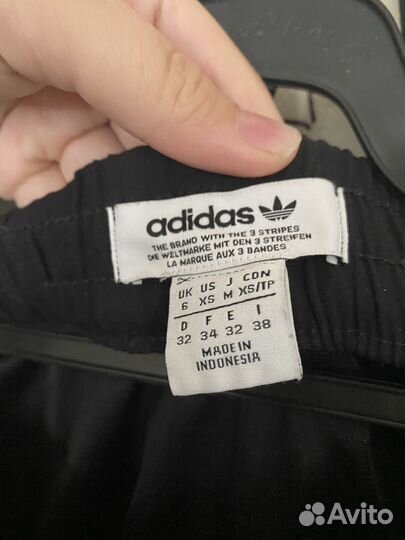 adidas
THE BRAND WITH THE 3 STRIPES
DIE WELTMARKE MIT DEN 3 STREIFEN
LA MARQUE AUX 3 BANDES
UK US J CDN
6 XS M XS/TP
D F E I
32 34 32 38
MADE IN
INDONESIA
Avito